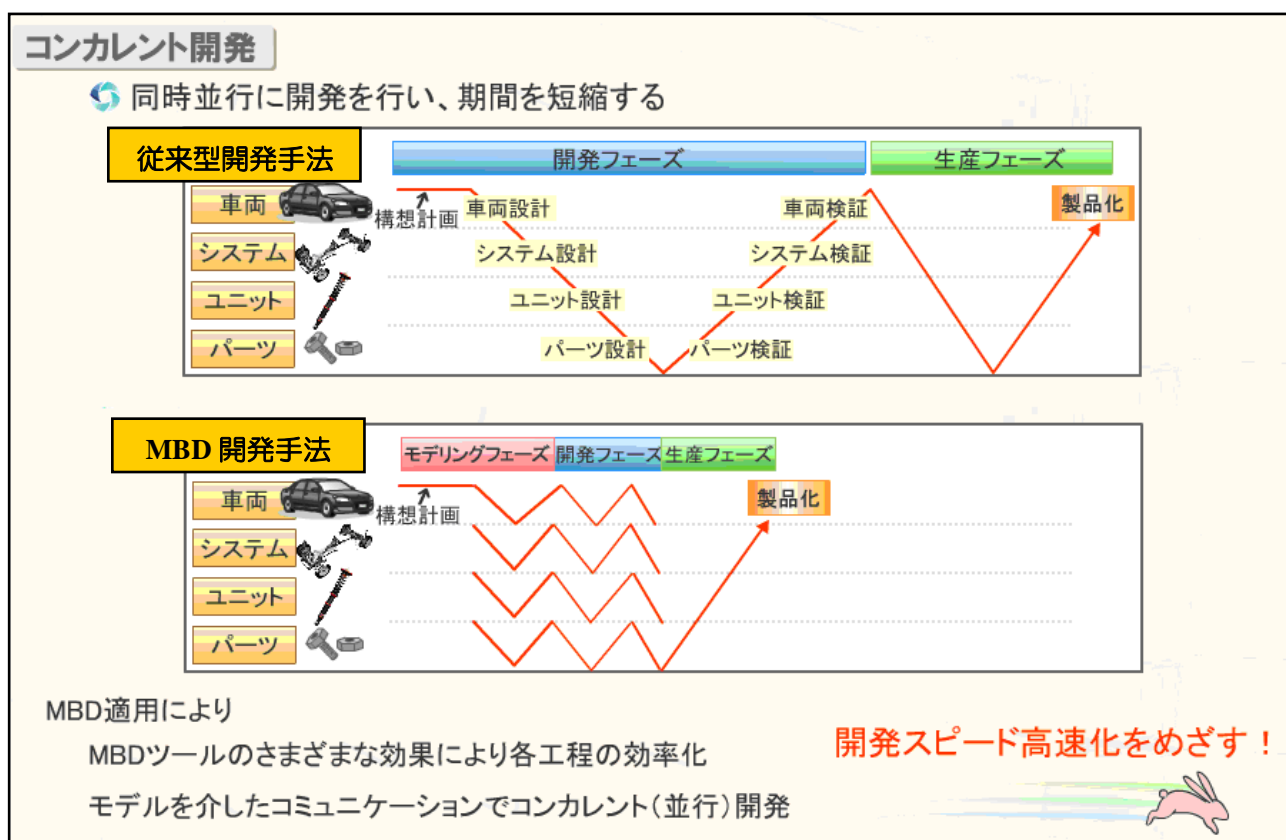 コンカレント開発
同時並行に開発を行い、期間を短縮する
従来型開発手法
開発フェーズ
生産フェーズ
車両
構想計画
車両設計
車両検証
製品化
システム
システム設計
システム検証
ユニット
ユニット設計
ユニット検証
パーツ
パーツ設計
パーツ検証
MBD 開発手法
モデリングフェーズ
開発フェーズ
生産フェーズ
車両
構想計画
製品化
システム
ユニット
パーツ
MBD適用により
MBDツールのさまざまな効果により各工程の効率化
モデルを介したコミュニケーションでコンカレント(並行)開発
開発スピード高速化をめざす!